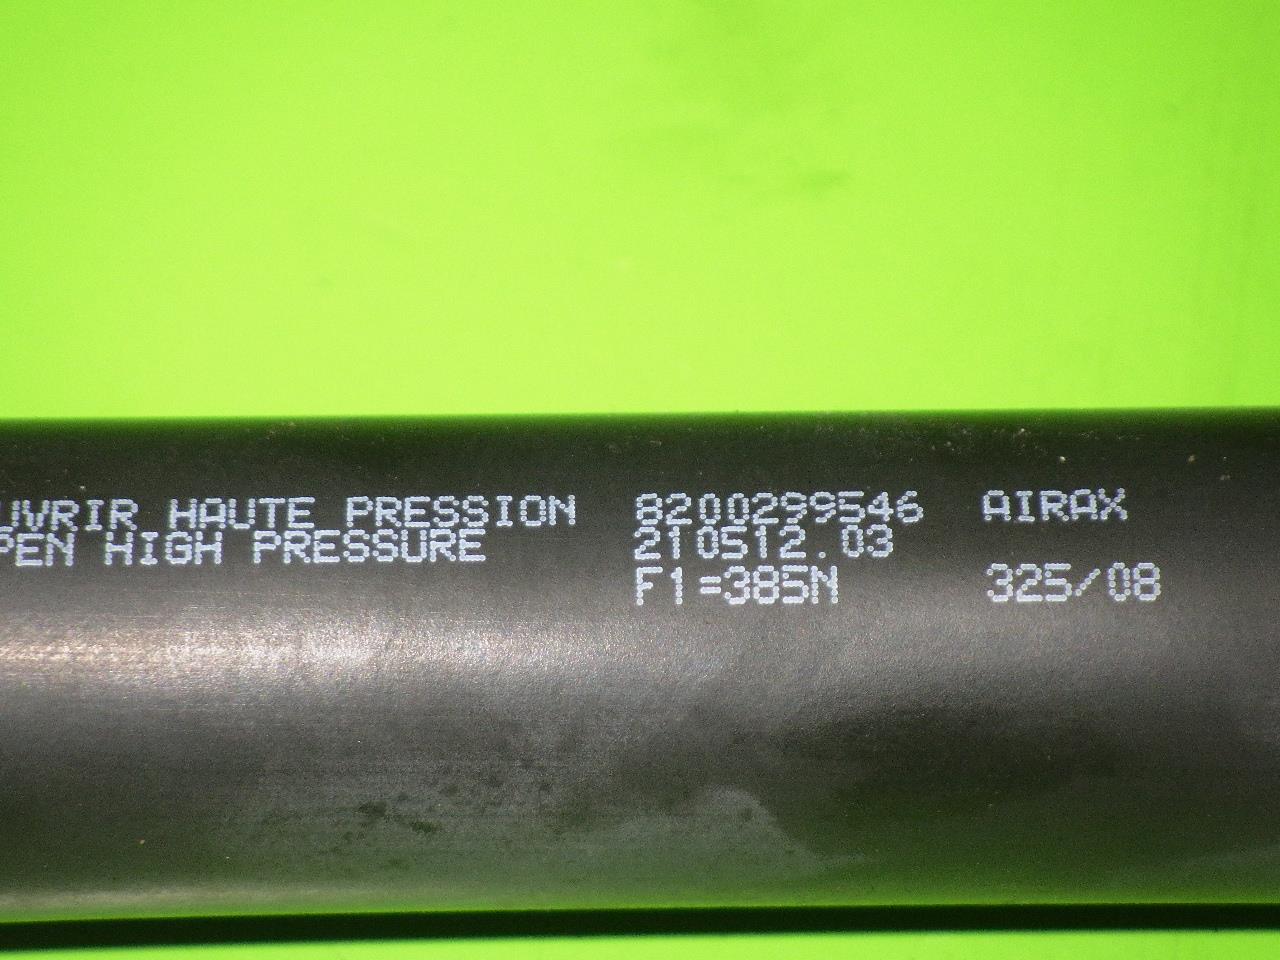 UVRIR HAUTE PRESSION 8200299546 AIRAX
PEN HIGH PRESSURE 210512.03
F1=385N 325/08